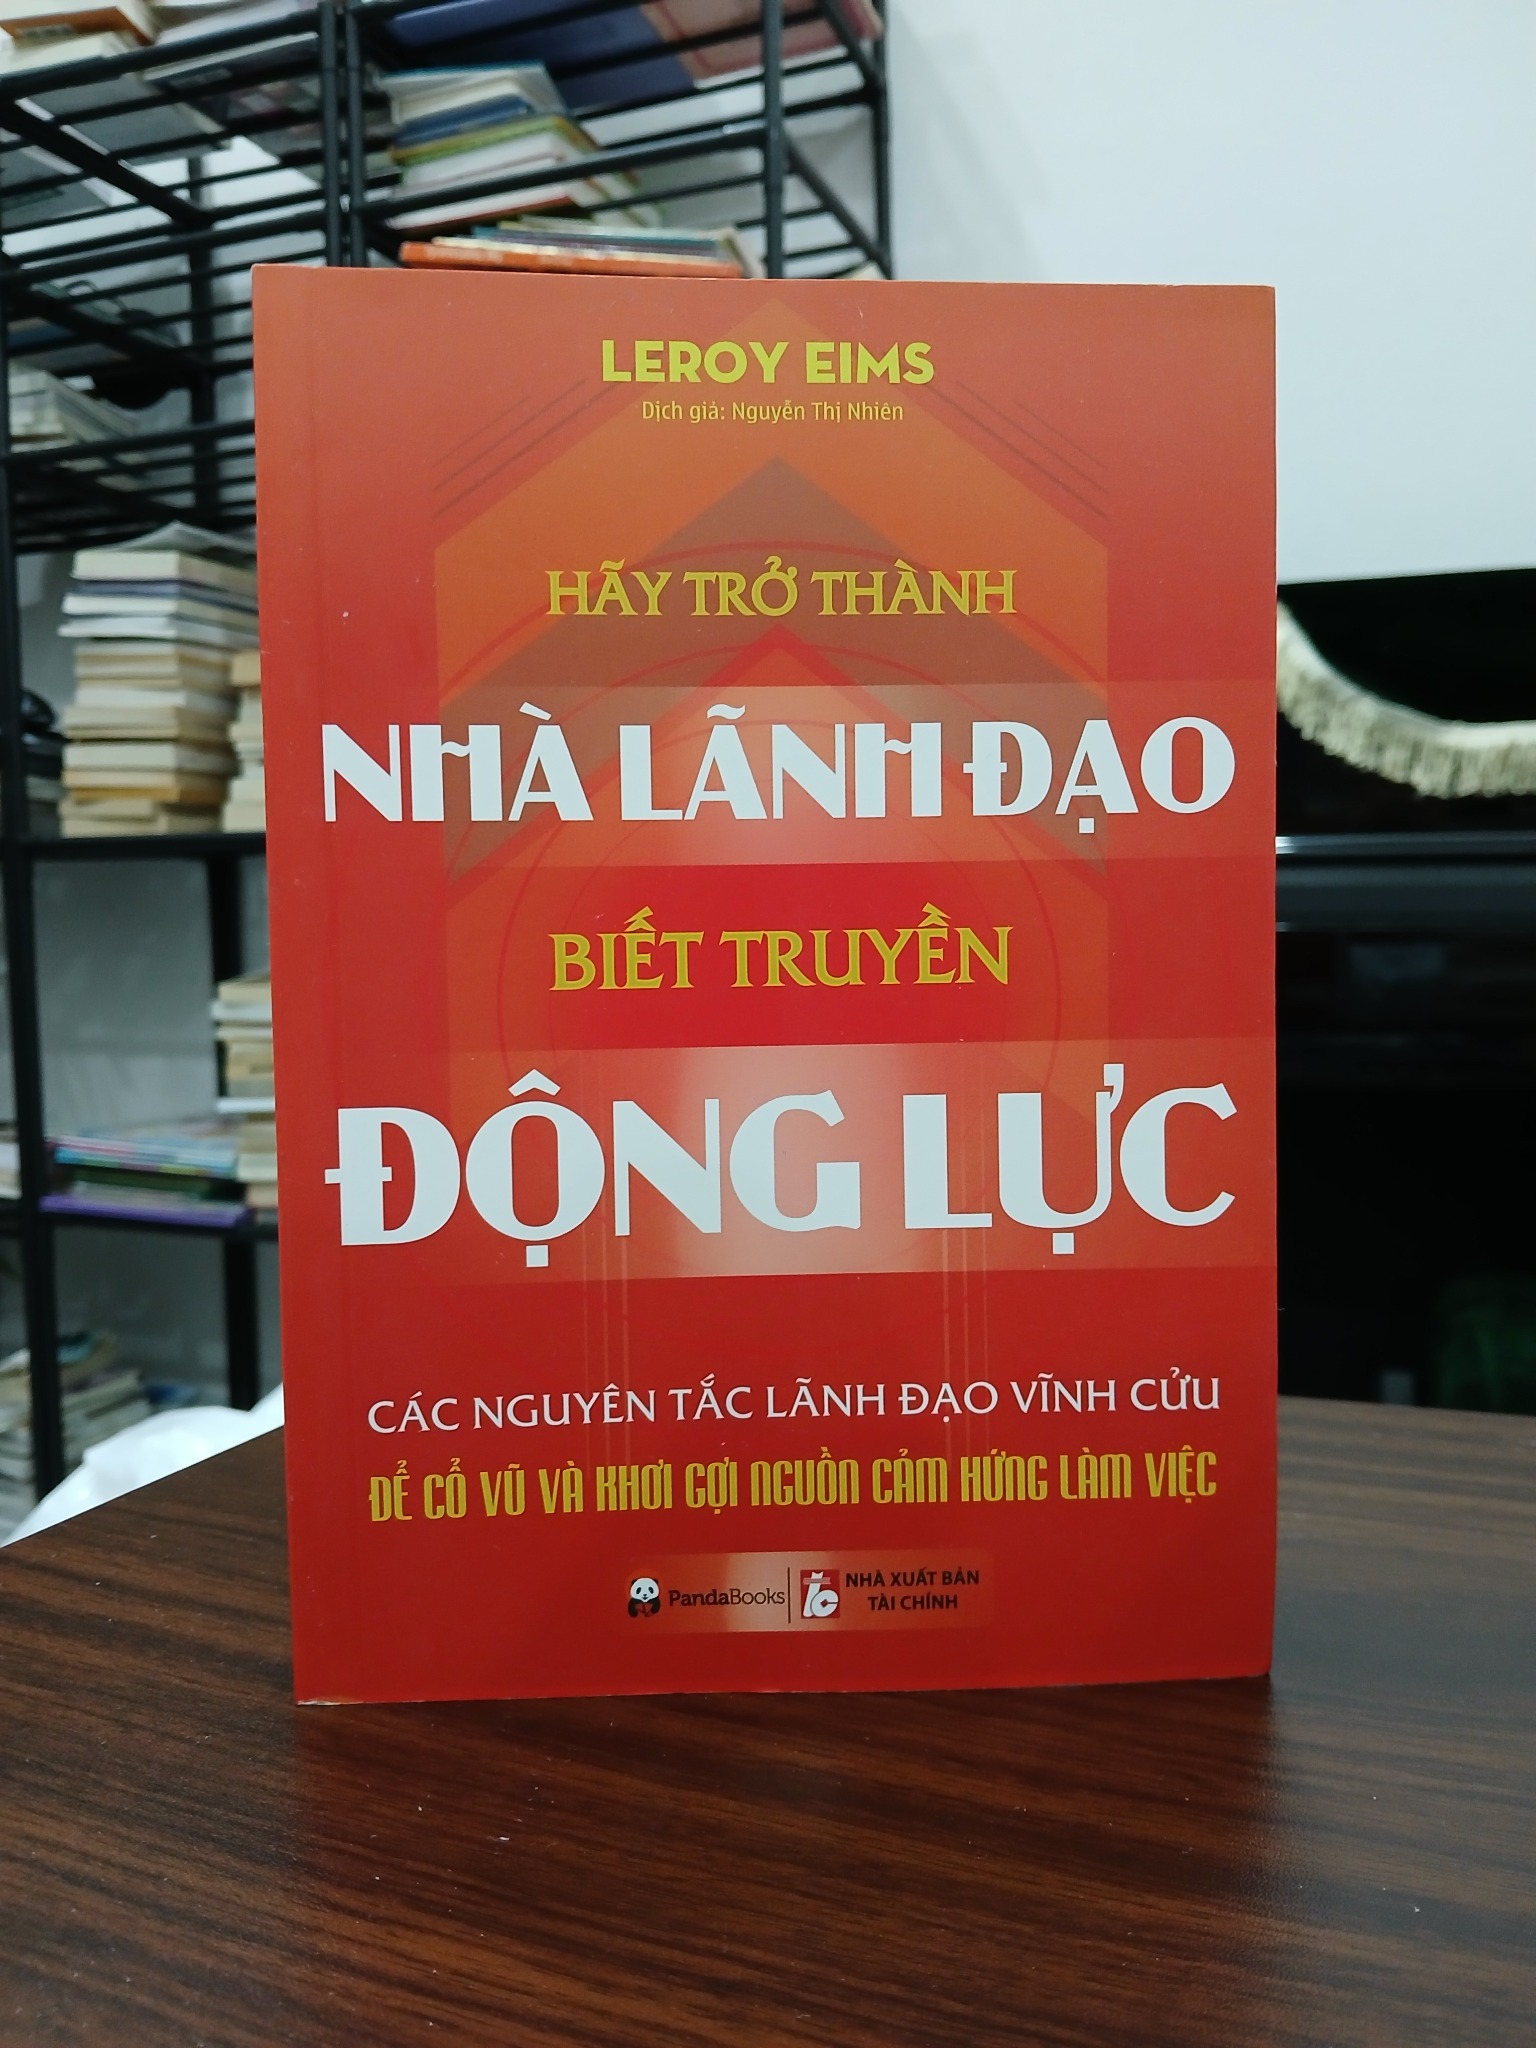 LEROY EIMS
Dịch giả: Nguyễn Thị Nhiên
HÃY TRỞ THÀNH
NHÀ LÃNH ĐẠO
BIẾT TRUYỀN
ĐỘNG LỰC
CÁC NGUYÊN TẮC LÃNH ĐẠO VĨNH CỬU
ĐỂ CỔ VŨ VÀ KHƠI GỢI NGUỒN CẢM HỨNG LÀM VIỆC
PandaBooks
tc
NHÀ XUẤT BẢN
TÀI CHÍNH